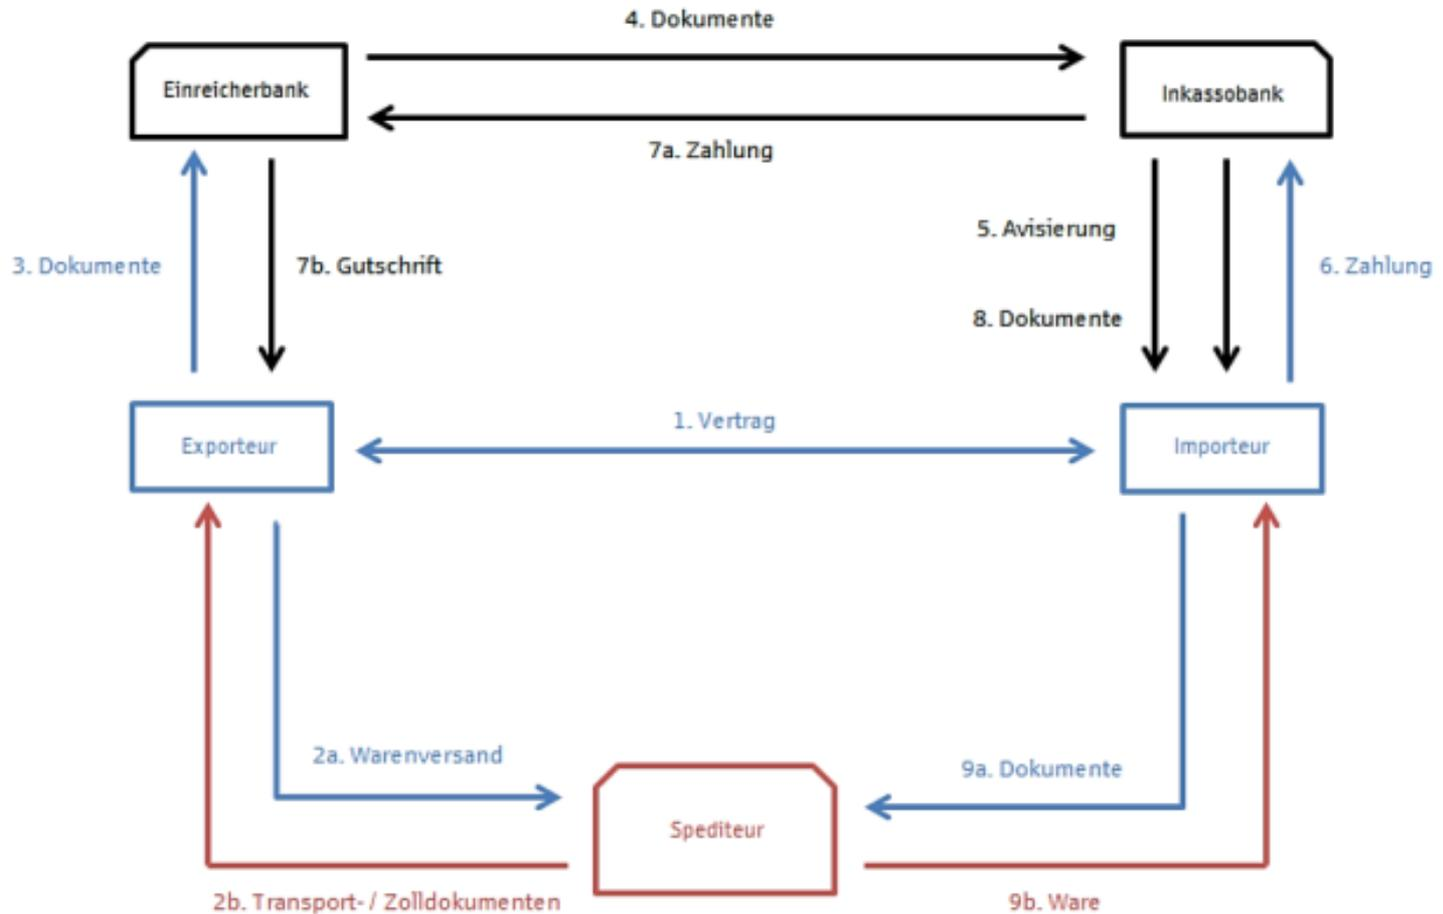 4. Dokumente
Einreicherbank
Inkassobank
7a. Zahlung
5. Avisierung
3. Dokumente
7b. Gutschrift
6. Zahlung
8. Dokumente
1. Vertrag
Exporteur
Importeur
2a. Warenversand
9a. Dokumente
Spediteur
2b. Transport- / Zolldokumenten
9b. Ware